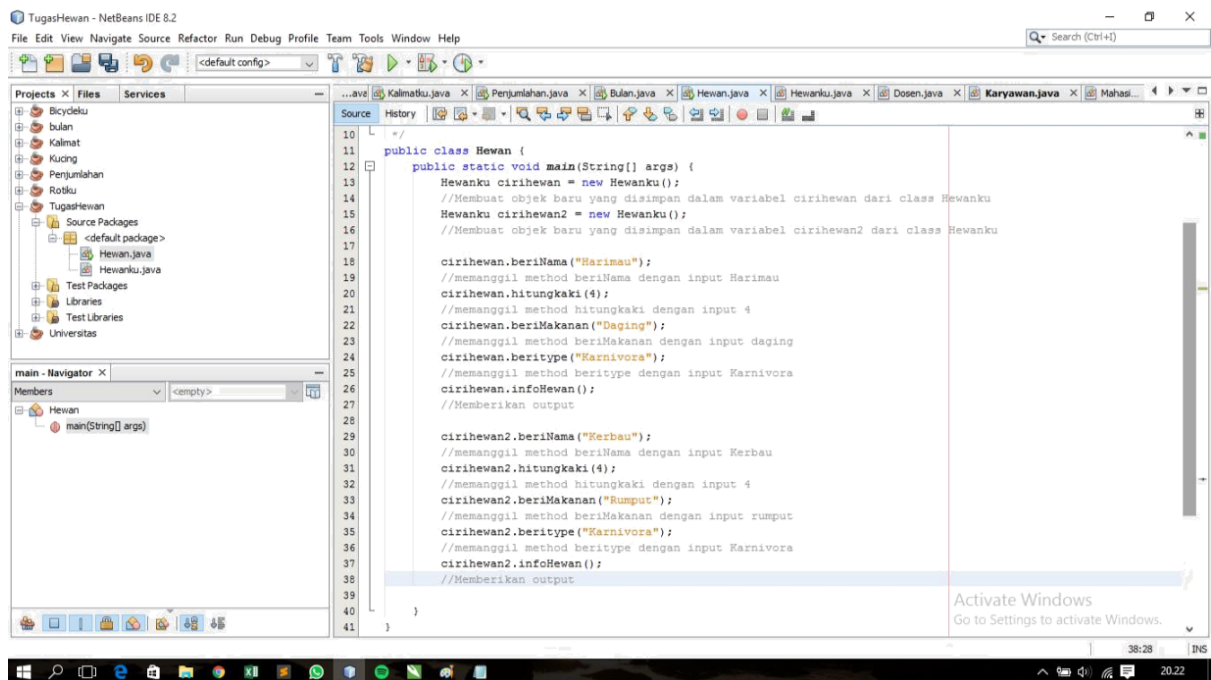 TugasHewan - NetBeans IDE 8.2
File Edit View Navigate Source Refactor Run Debug Profile Team Tools Window Help
Search (Ctrl+I)
<default config>
Projects Files Services
...ava Kalimatku.java Penjumlahan.java Bulan.java Hewan.java Hewanku.java Dosen.java Karyawan.java Mahasi...
Source History
Bicycleku
bulan
Kalimat
Kucing
Penjumlahan
Rotiku
TugasHewan
Source Packages
<default package>
Hewan.java
Hewanku.java
Test Packages
Libraries
Test Libraries
Universitas
main - Navigator
Members <empty>
Hewan
main(String[] args)
10 */
11 public class Hewan {
12 public static void main(String[] args) {
13 Hewanku cirihewan = new Hewanku();
14 //Membuat objek baru yang disimpan dalam variabel cirihewan dari class Hewanku
15 Hewanku cirihewan2 = new Hewanku();
16 //Membuat objek baru yang disimpan dalam variabel cirihewan2 dari class Hewanku
17
18 cirihewan.beriNama("Harimau");
19 //memanggil method beriNama dengan input Harimau
20 cirihewan.hitungkaki(4);
21 //memanggil method hitungkaki dengan input 4
22 cirihewan.beriMakanan("Daging");
23 //memanggil method beriMakanan dengan input daging
24 cirihewan.beritype("Karnivora");
25 //memanggil method beritype dengan input Karnivora
26 cirihewan.infoHewan();
27 //Memberikan output
28
29 cirihewan2.beriNama("Kerbau");
30 //memanggil method beriNama dengan input Kerbau
31 cirihewan2.hitungkaki(4);
32 //memanggil method hitungkaki dengan input 4
33 cirihewan2.beriMakanan("Rumput");
34 //memanggil method beriMakanan dengan input rumput
35 cirihewan2.beritype("Karnivora");
36 //memanggil method beritype dengan input Karnivora
37 cirihewan2.infoHewan();
38 //Memberikan output
39
40 }
41 }
Activate Windows
Go to Settings to activate Windows.
38:28 INS
20.22